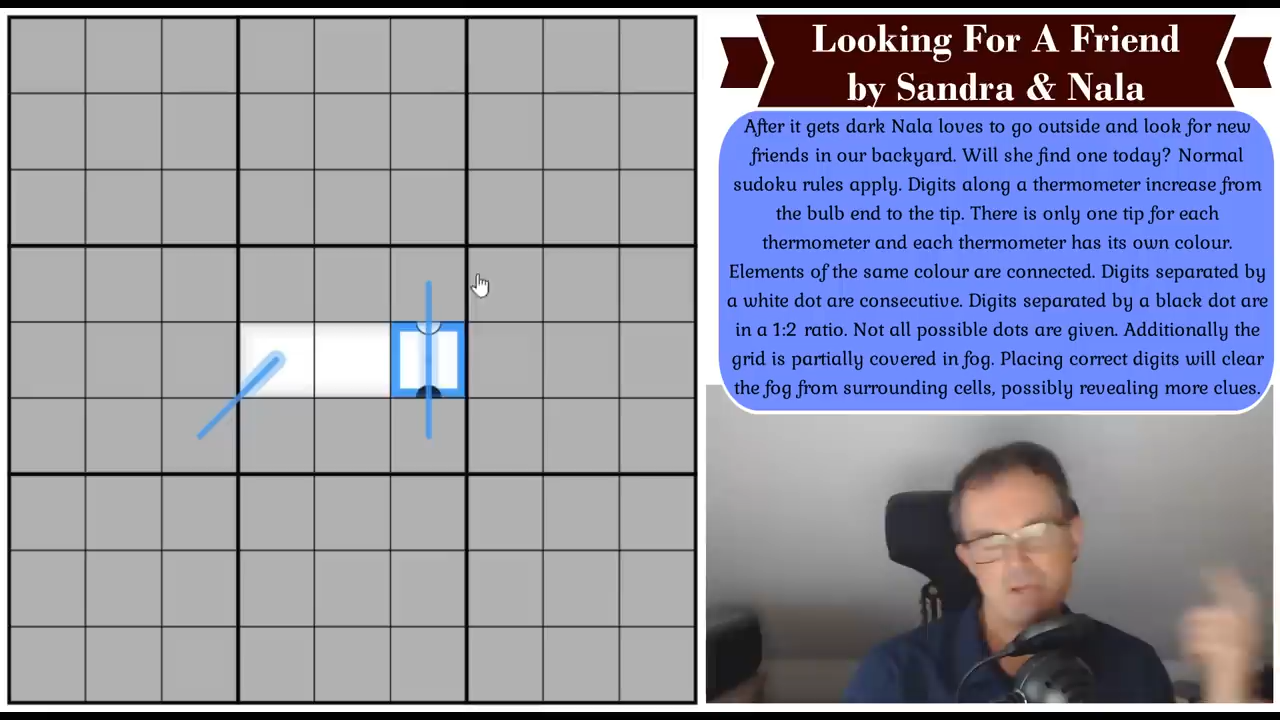 Looking For A Friend
by Sandra & Nala
After it gets dark Nala loves to go outside and look for new
friends in our backyard. Will she find one today? Normal
sudoku rules apply. Digits along a thermometer increase from
the bulb end to the tip. There is only one tip for each
thermometer and each thermometer has its own colour.
Elements of the same colour are connected. Digits separated by
a white dot are consecutive. Digits separated by a black dot are
in a 1:2 ratio. Not all possible dots are given. Additionally the
grid is partially covered in fog. Placing correct digits will clear
the fog from surrounding cells, possibly revealing more clues.